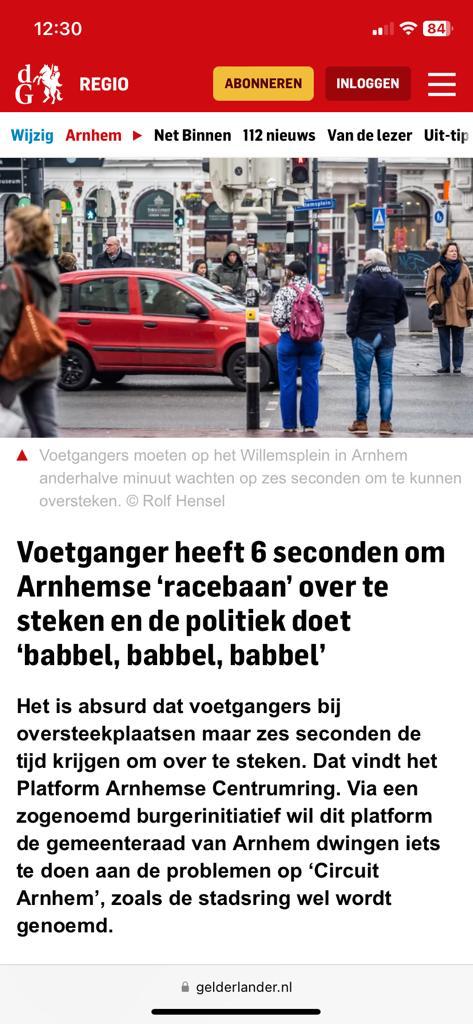 12:30
84
dG
REGIO
ABONNEREN
INLOGGEN
Wijzig Arnhem Net Binnen 112 nieuws Van de lezer Uit-tip
useum
lemsplein
Voetgangers moeten op het Willemsplein in Arnhem
anderhalve minuut wachten op zes seconden om te kunnen
oversteken. © Rolf Hensel
Voetganger heeft 6 seconden om
Arnhemse ‘racebaan’ over te
steken en de politiek doet
‘babbel, babbel, babbel’
Het is absurd dat voetgangers bij
oversteekplaatsen maar zes seconden de
tijd krijgen om over te steken. Dat vindt het
Platform Arnhemse Centrumring. Via een
zogenoemd burgerinitiatief wil dit platform
de gemeenteraad van Arnhem dwingen iets
te doen aan de problemen op ‘Circuit
Arnhem’, zoals de stadsring wel wordt
genoemd.
gelderlander.nl